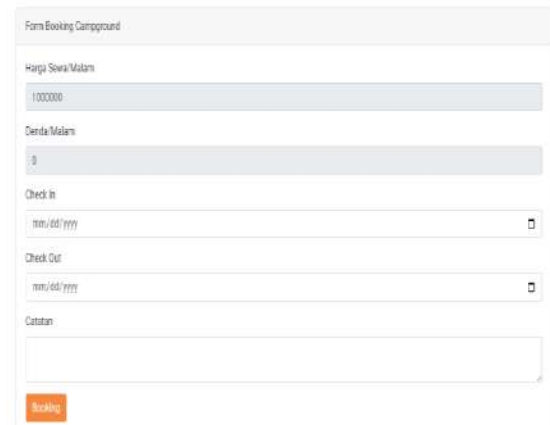 Form Booking Campground
Harga Sewa/Malam
1000000
Denda/Malam
0
Check In
mm/dd/yyyy
Check Out
mm/dd/yyyy
Catatan
Booking